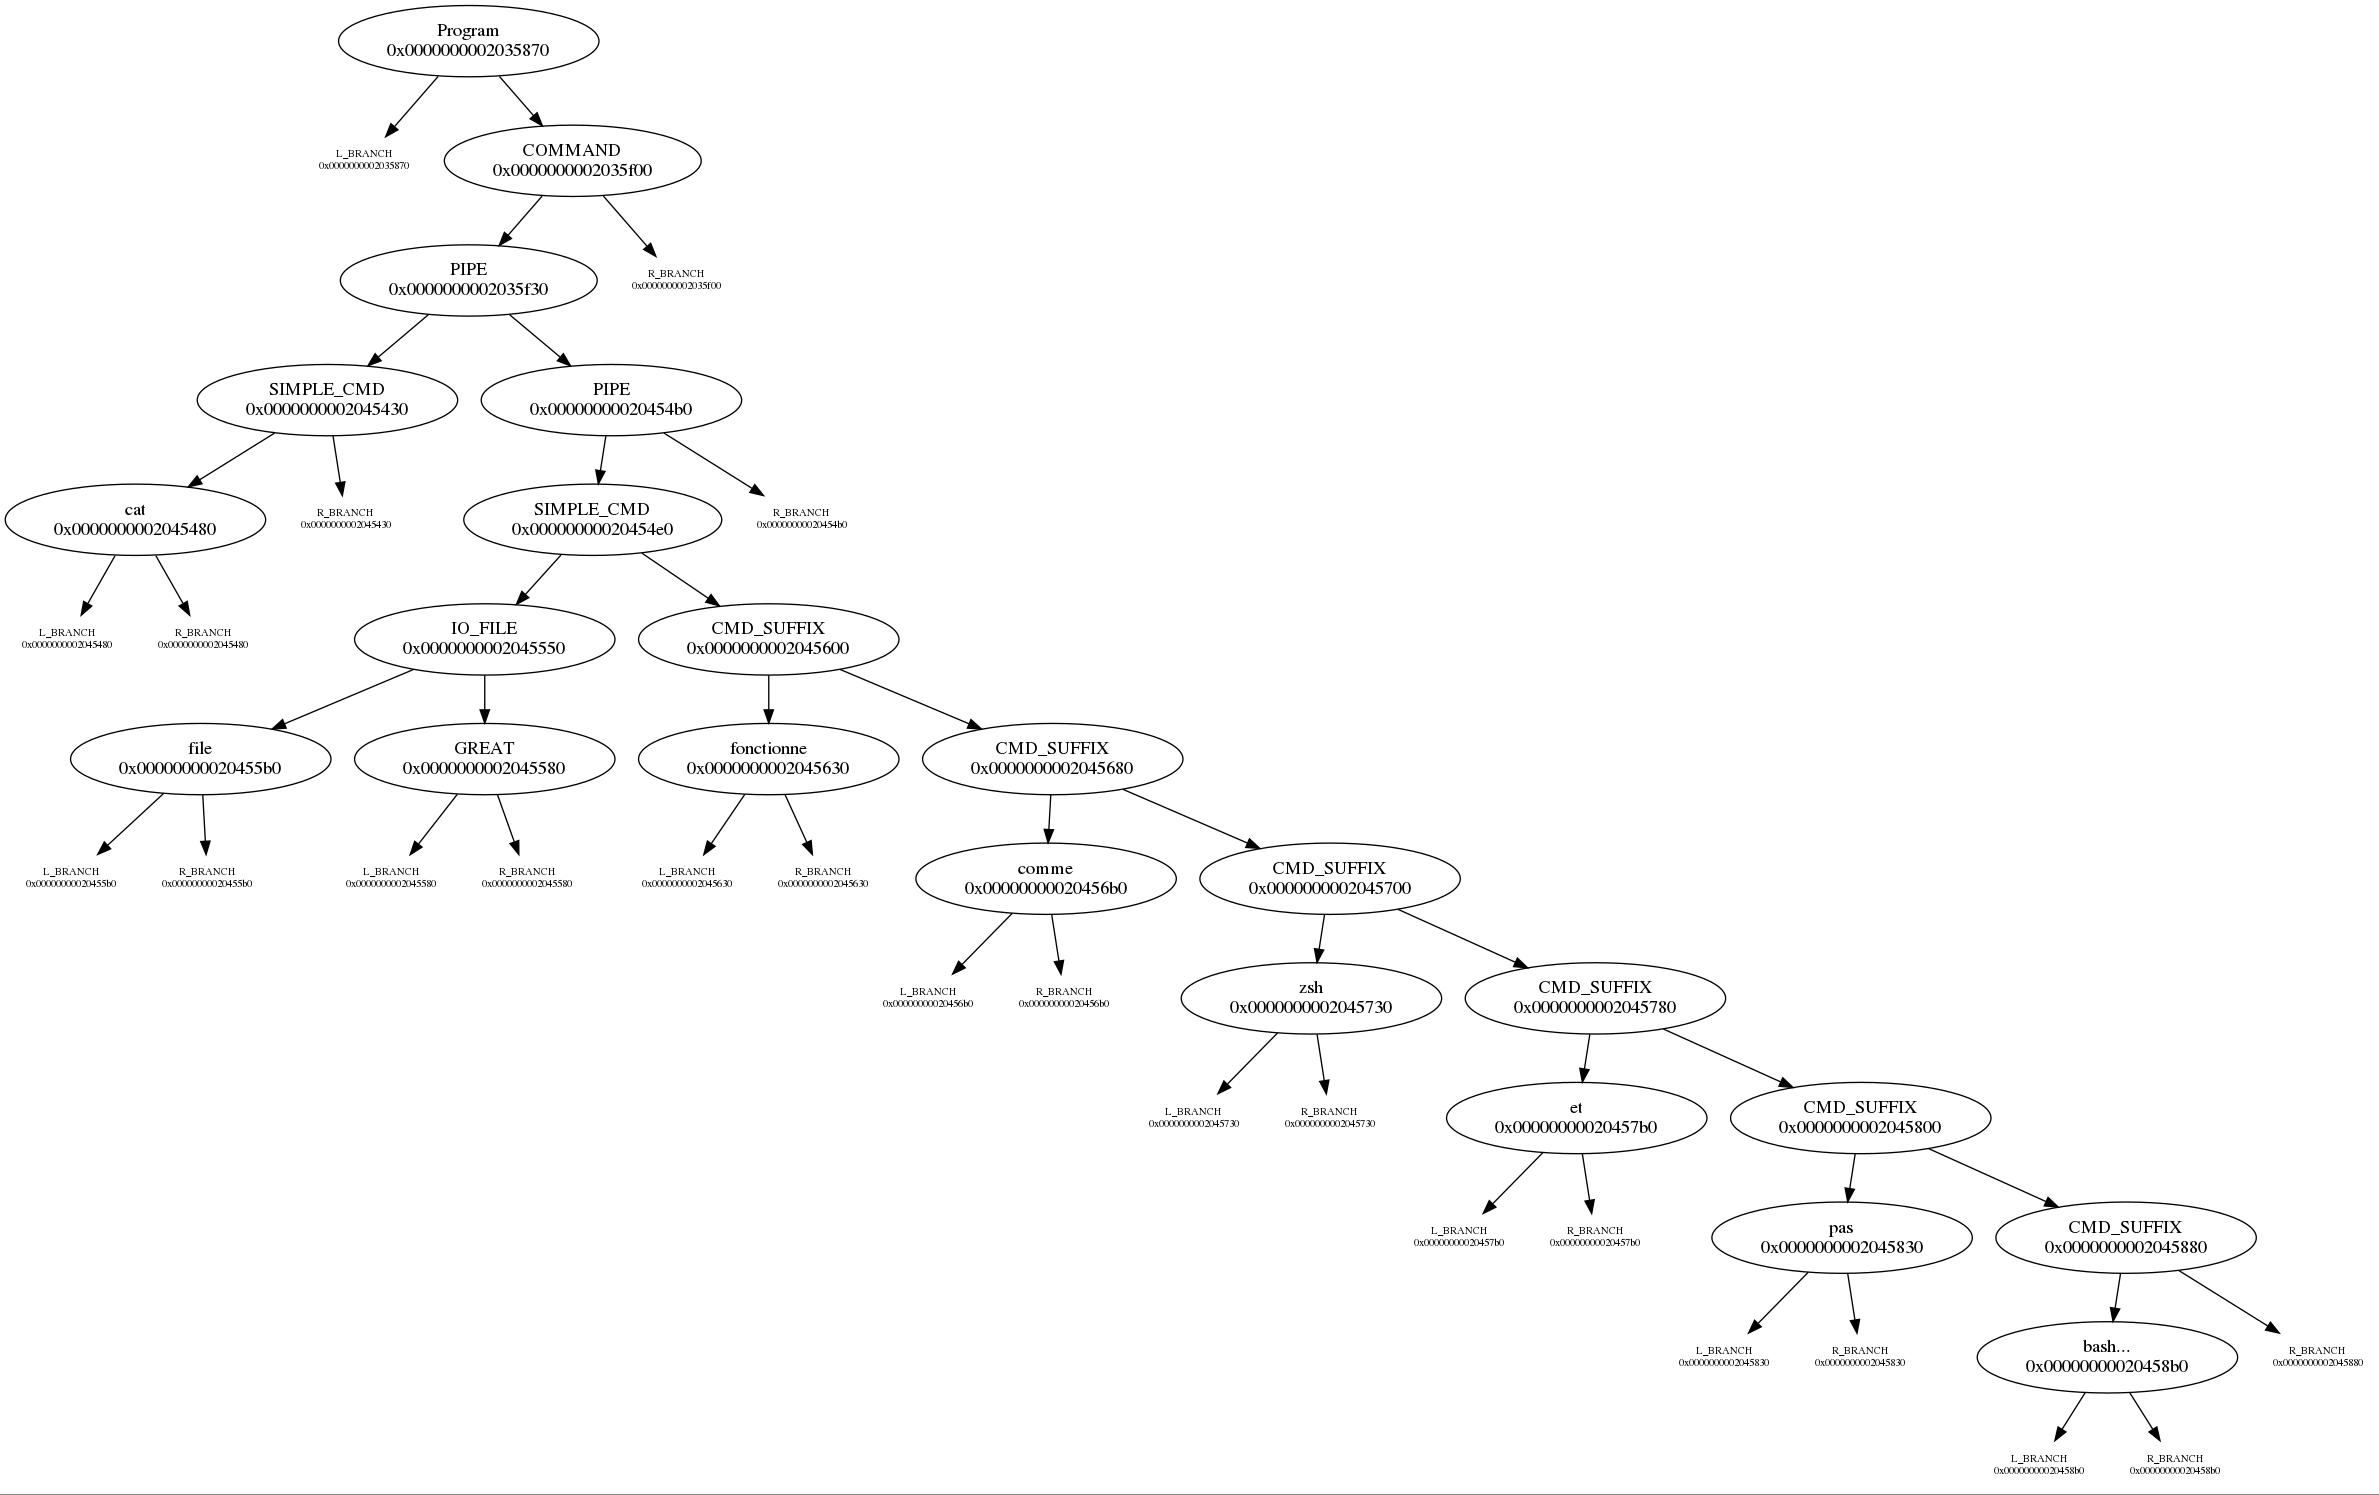 Program
0x0000000002035870
L_BRANCH
0x0000000002035870
COMMAND
0x0000000002035f00
PIPE
0x0000000002035f30
R_BRANCH
0x0000000002035f00
SIMPLE_CMD
0x0000000002045430
PIPE
0x00000000020454b0
cat
0x0000000002045480
R_BRANCH
0x0000000002045430
SIMPLE_CMD
0x00000000020454e0
R_BRANCH
0x00000000020454b0
L_BRANCH
0x0000000002045480
R_BRANCH
0x0000000002045480
IO_FILE
0x0000000002045550
CMD_SUFFIX
0x0000000002045600
file
0x00000000020455b0
GREAT
0x0000000002045580
fonctionne
0x0000000002045630
CMD_SUFFIX
0x0000000002045680
L_BRANCH
0x00000000020455b0
R_BRANCH
0x00000000020455b0
L_BRANCH
0x0000000002045580
R_BRANCH
0x0000000002045580
L_BRANCH
0x0000000002045630
R_BRANCH
0x0000000002045630
comme
0x00000000020456b0
CMD_SUFFIX
0x0000000002045700
L_BRANCH
0x00000000020456b0
R_BRANCH
0x00000000020456b0
zsh
0x0000000002045730
CMD_SUFFIX
0x0000000002045780
L_BRANCH
0x0000000002045730
R_BRANCH
0x0000000002045730
et
0x00000000020457b0
CMD_SUFFIX
0x0000000002045800
L_BRANCH
0x00000000020457b0
R_BRANCH
0x00000000020457b0
pas
0x0000000002045830
CMD_SUFFIX
0x0000000002045880
L_BRANCH
0x0000000002045830
R_BRANCH
0x0000000002045830
bash...
0x00000000020458b0
R_BRANCH
0x0000000002045880
L_BRANCH
0x00000000020458b0
R_BRANCH
0x00000000020458b0